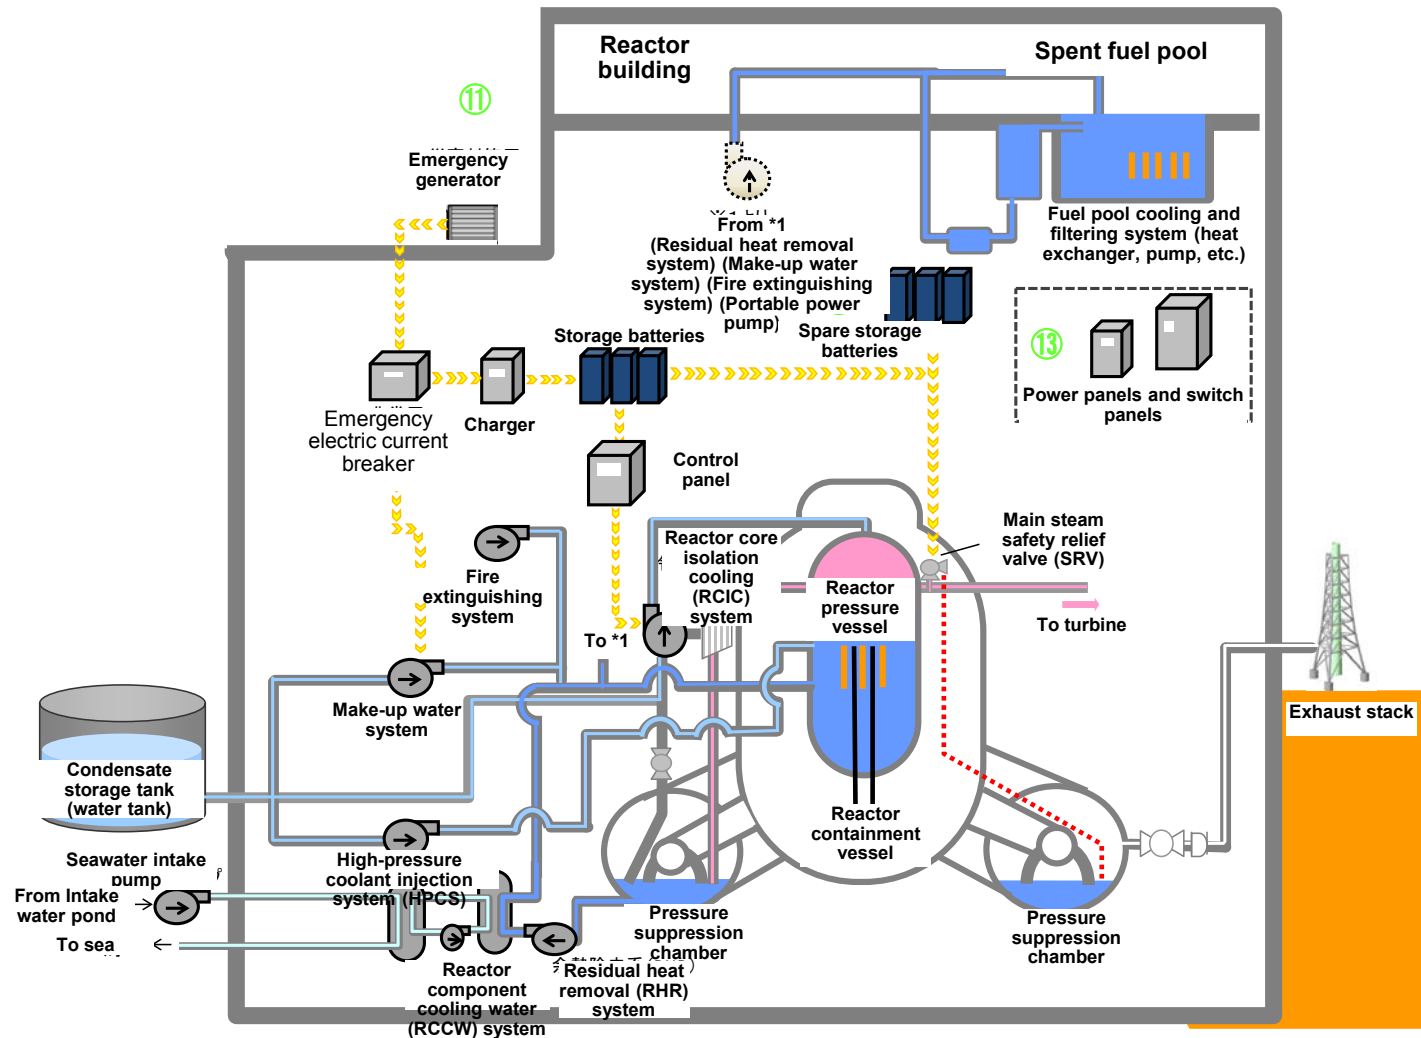 Reactor
building
Spent fuel pool
⑪
Emergency
generator
From *1
(Residual heat removal
system) (Make-up water
system) (Fire extinguishing
system) (Portable power
pump)
Fuel pool cooling and
filtering system (heat
exchanger, pump, etc.)
Storage batteries
Spare storage
batteries
⑬
Power panels and switch
panels
Charger
Emergency
electric current
breaker
Control
panel
Main steam
safety relief
valve (SRV)
Reactor core
isolation
cooling
(RCIC)
system
Fire
extinguishing
system
Reactor
pressure
vessel
To turbine
To *1
Make-up water
system
Exhaust stack
Condensate
storage tank
(water tank)
Reactor
containment
vessel
Seawater intake
pump
High-pressure
coolant injection
system (HPCS)
From Intake
water pond
To sea
Pressure
suppression
chamber
Pressure
suppression
chamber
Reactor
component
cooling water
(RCCW) system
Residual heat
removal (RHR)
system